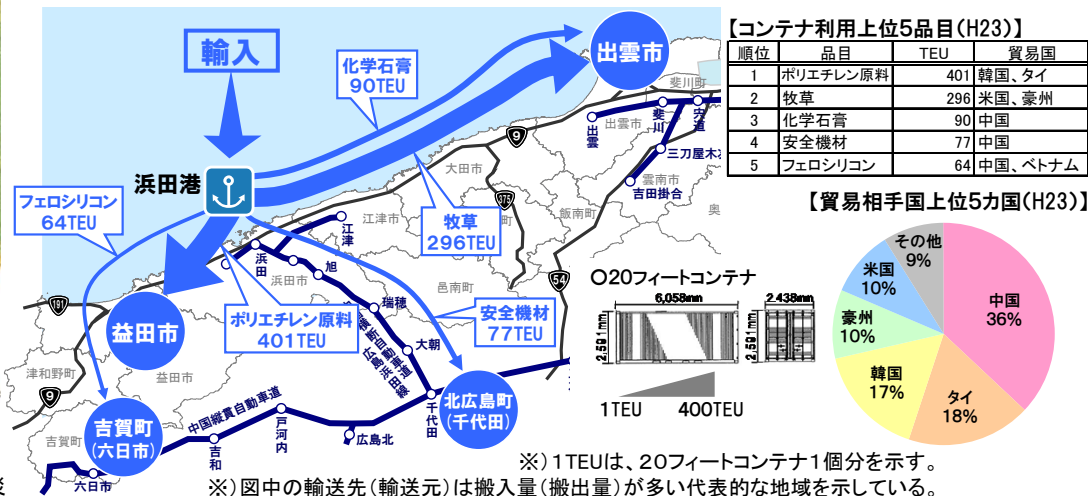 輸入
化学石膏
90TEU
出雲市
浜田港
フェロシリコン
64TEU
牧草
296TEU
ポリエチレン原料
401TEU
安全機材
77TEU
益田市
吉賀町
(六日市)
北広島町
(千代田)
斐川町
出雲市
大田市
江津市
飯南町
雲南市
奥
浜田市
邑南町
益田市
津和野町
吉賀町
出雲
斐川
宍道
三刀屋木次
吉田掛合
江津
浜田
旭
瑞穂
大朝
千代田
広島北
戸河内
吉和
六日市
中国縦貫自動車道
9
375
54
191
9
【コンテナ利用上位5品目(H23)】
順位 品目 TEU 貿易国
1 ポリエチレン原料 401 韓国、タイ
2 牧草 296 米国、豪州
3 化学石膏 90 中国
4 安全機材 77 中国
5 フェロシリコン 64 中国、ベトナム
【貿易相手国上位5カ国(H23)】
中国
36%
タイ
18%
韓国
17%
豪州
10%
米国
10%
その他
9%
○20フィートコンテナ
6,058mm
2,438mm
2,591mm
2,591mm
1TEU 400TEU
※)1TEUは、20フィートコンテナ1個分を示す。
※)図中の輸送先(輸送元)は搬入量(搬出量)が多い代表的な地域を示している。